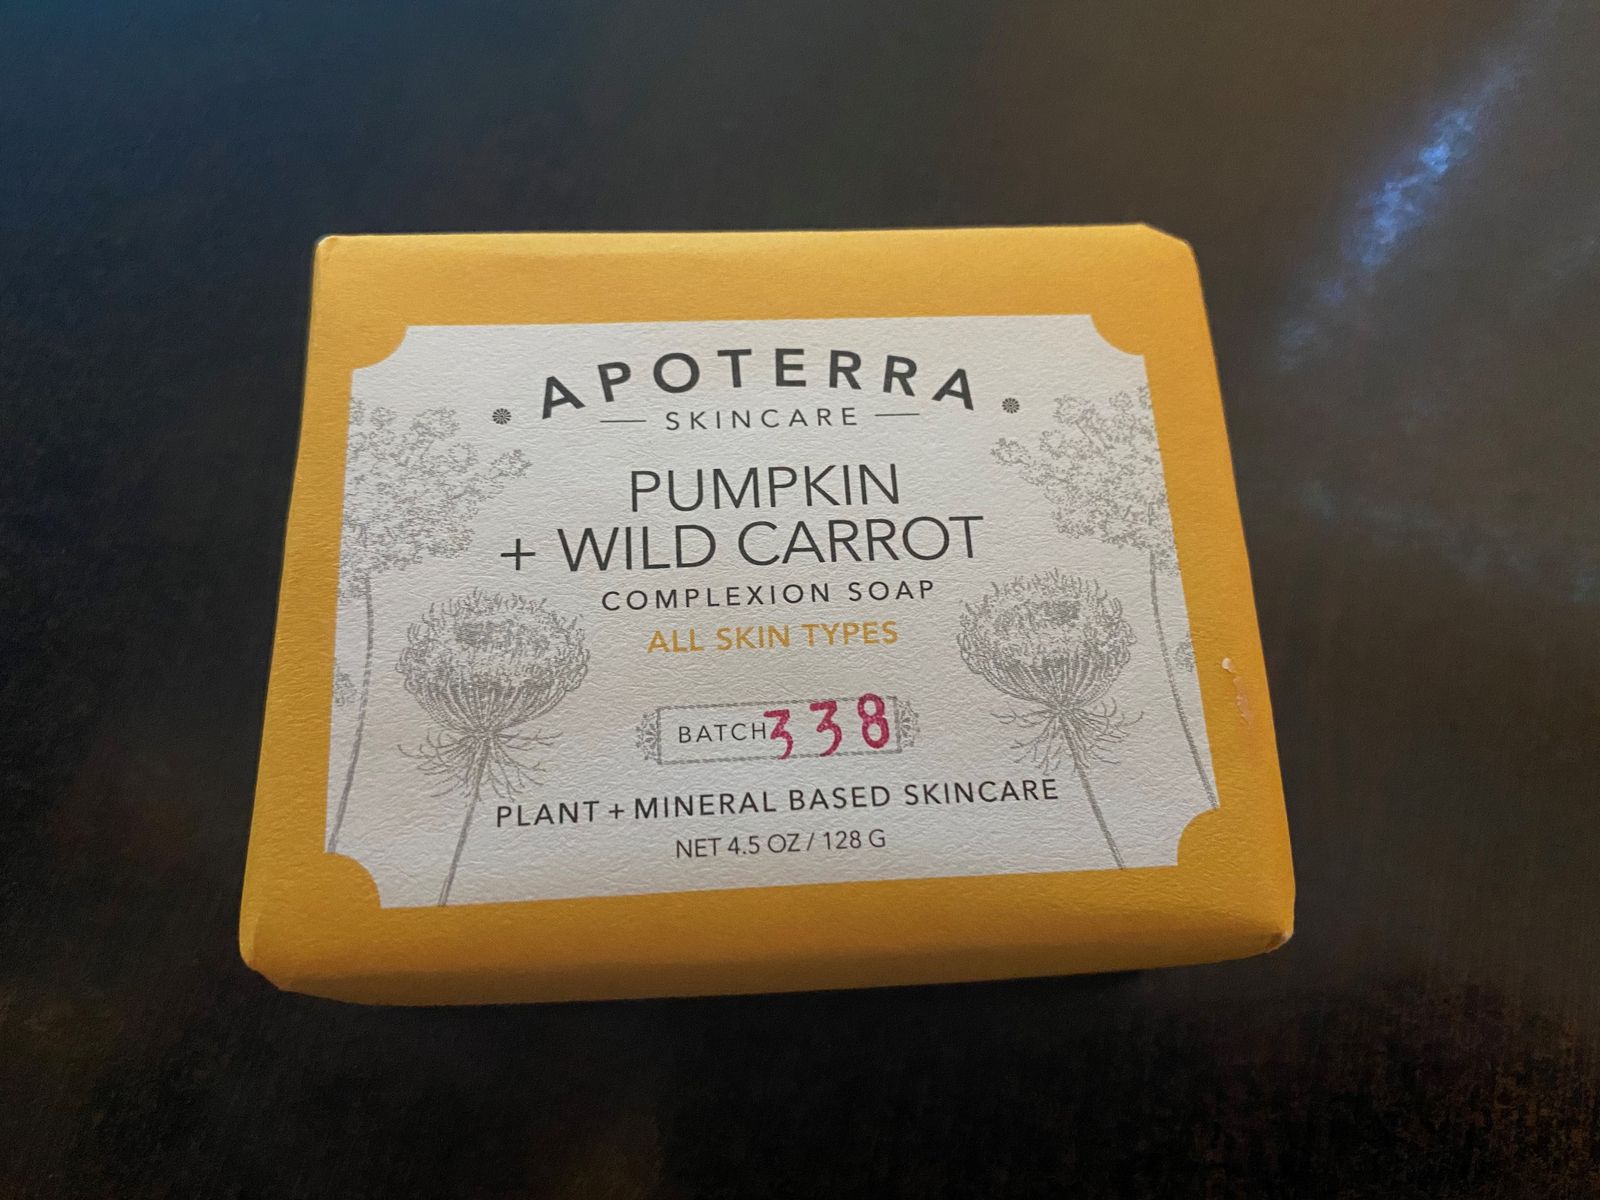 APOTERRA
SKINCARE
PUMPKIN
+ WILD CARROT
COMPLEXION SOAP
ALL SKIN TYPES
BATCH 338
PLANT + MINERAL BASED SKINCARE
NET 4.5 OZ / 128 G